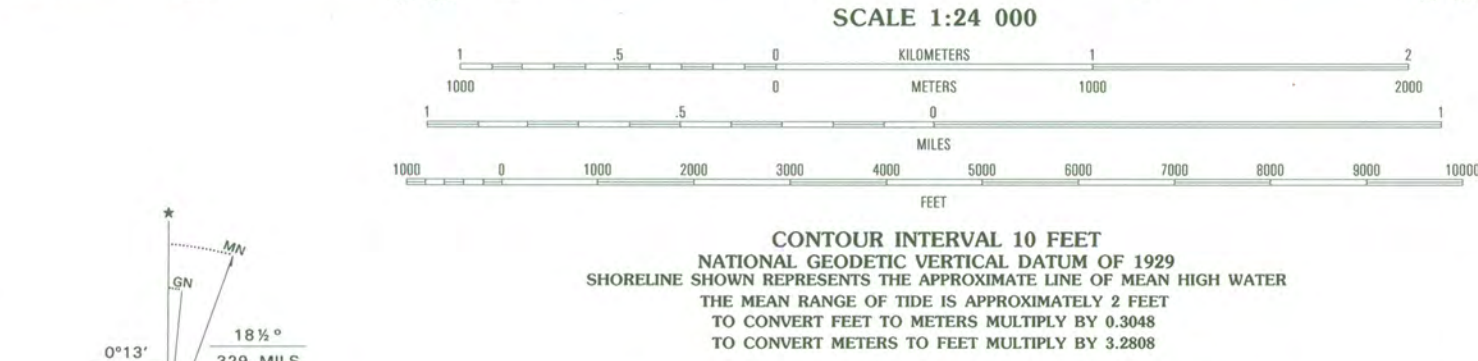 SCALE 1:24 000
1 .5 0 KILOMETERS 1 2
1000 0 METERS 1000 2000
1 .5 0 1
MILES
1000 0 1000 2000 3000 4000 5000 6000 7000 8000 9000 10000
FEET
CONTOUR INTERVAL 10 FEET
NATIONAL GEODETIC VERTICAL DATUM OF 1929
SHORELINE SHOWN REPRESENTS THE APPROXIMATE LINE OF MEAN HIGH WATER
THE MEAN RANGE OF TIDE IS APPROXIMATELY 2 FEET
TO CONVERT FEET TO METERS MULTIPLY BY 0.3048
TO CONVERT METERS TO FEET MULTIPLY BY 3.2808
★
MN
GN
18½°
0°13'
329 MILS